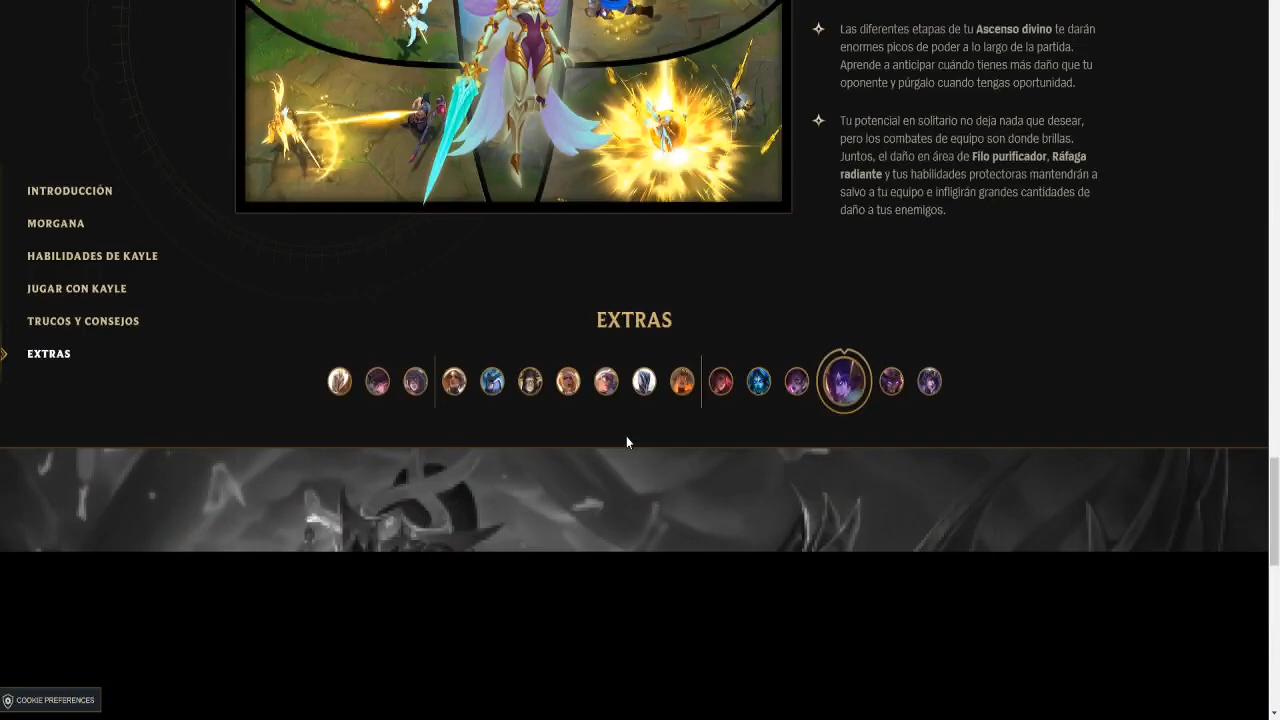 Las diferentes etapas de tu Ascenso divino te darán
enormes picos de poder a lo largo de la partida.
Aprende a anticipar cuándo tienes más daño que tu
oponente y púrgalo cuando tengas oportunidad.
Tu potencial en solitario no deja nada que desear,
pero los combates de equipo son donde brillas.
Juntos, el daño en área de Filo purificador, Ráfaga
radiante y tus habilidades protectoras mantendrán a
salvo a tu equipo e infligirán grandes cantidades de
daño a tus enemigos.
INTRODUCCIÓN
MORGANA
HABILIDADES DE KAYLE
JUGAR CON KAYLE
TRUCOS Y CONSEJOS
EXTRAS
EXTRAS
COOKIE PREFERENCES